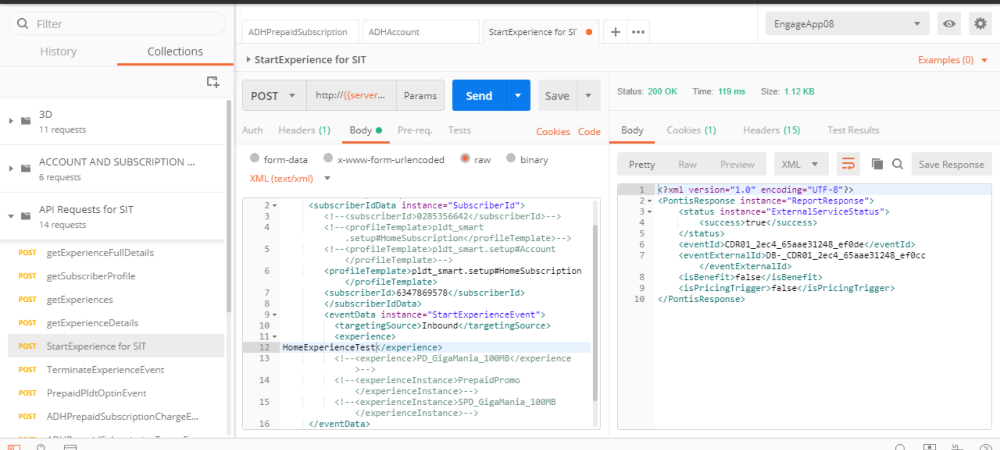 Filter
History
Collections
3D
11 requests
ACCOUNT AND SUBSCRIPTION ...
6 requests
API Requests for SIT
14 requests
POST getExperienceFullDetails
POST getSubscriberProfile
POST getExperiences
POST getExperienceDetails
POST StartExperience for SIT
POST TerminateExperienceEvent
POST PrepaidPldtOptinEvent
POST ADHPrepaidSubscriptionChargeE...
ADHPrepaidSubscription
ADHAccount
StartExperience for SI
EngageApp08
StartExperience for SIT
Examples (0)
POST
http://{{server...
Params
Send
Save
Auth
Headers (1)
Body
Pre-req.
Tests
Cookies
Code
form-data
x-www-form-urlencoded
raw
binary
XML (text/xml)
2 <subscriberIdData instance="SubscriberId">
3 <!--<subscriberId>0285356642</subscriberId>-->
4 <!--<profileTemplate>pldt_smart
.setup#HomeSubscription</profileTemplate>-->
5 <!--<profileTemplate>pldt_smart.setup#Account
</profileTemplate>-->
6 <profileTemplate>pldt_smart.setup#HomeSubscription
</profileTemplate>
7 <subscriberId>6347869578</subscriberId>
8 </subscriberIdData>
9 <eventData instance="StartExperienceEvent">
10 <targetingSource>Inbound</targetingSource>
11 <experience>
12 HomeExperienceTest</experience>
13 <!--<experience>PD_GigaMania_100MB</experience
>-->
14 <!--<experienceInstance>PrepaidPromo
</experienceInstance>-->
15 <!--<experienceInstance>SPD_GigaMania_100MB
</experienceInstance>-->
16 </eventData>
Status: 200 OK
Time: 119 ms
Size: 1.12 KB
Body
Cookies (1)
Headers (15)
Test Results
Pretty
Raw
Preview
XML
Save Response
1 <?xml version="1.0" encoding="UTF-8"?>
2 <PontisResponse instance="ReportResponse">
3 <status instance="ExternalServiceStatus">
4 <success>true</success>
5 </status>
6 <eventId>CDR01_2ec4_65aae31248_ef0de</eventId>
7 <eventExternalId>DB-_CDR01_2ec4_65aae31248_ef0cc
</eventExternalId>
8 <isBenefit>false</isBenefit>
9 <isPricingTrigger>false</isPricingTrigger>
10 </PontisResponse>